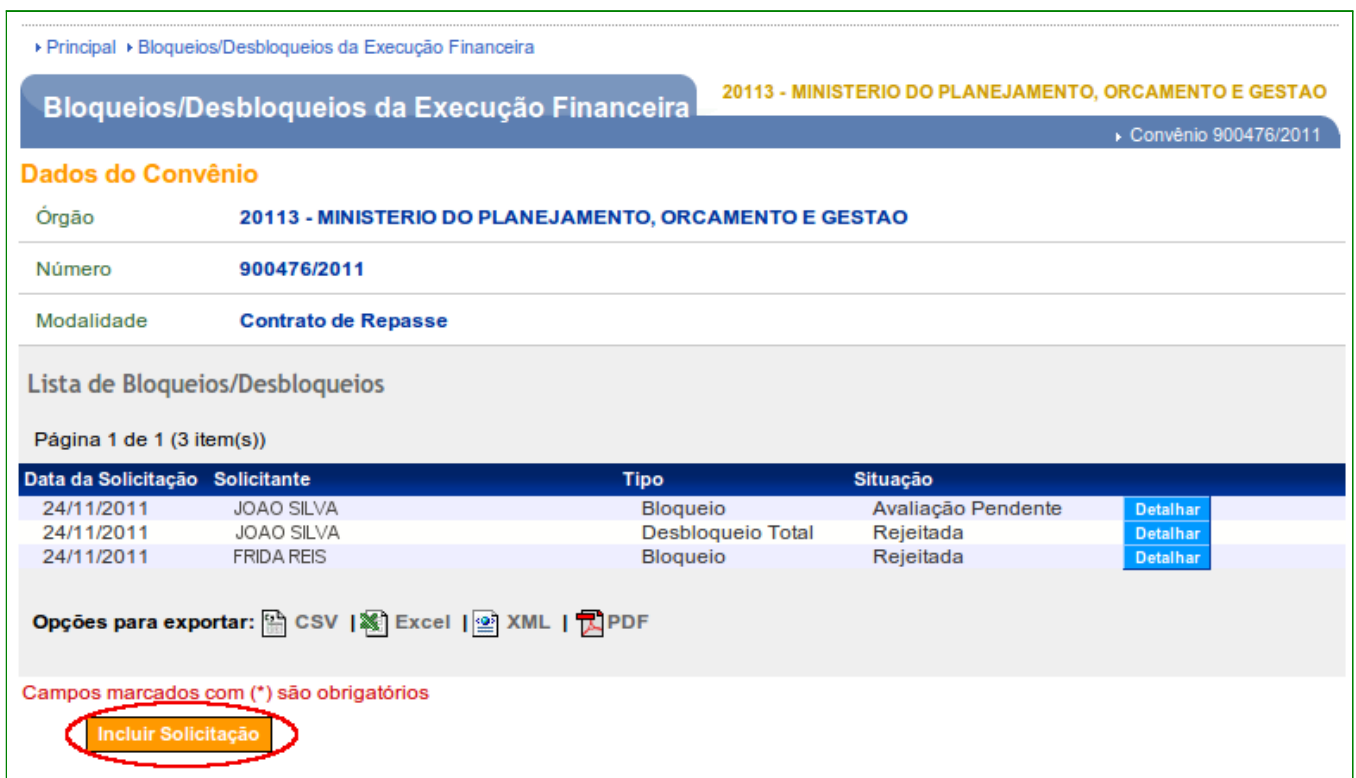 Principal Bloqueios/Desbloqueios da Execução Financeira
Bloqueios/Desbloqueios da Execução Financeira
20113 - MINISTERIO DO PLANEJAMENTO, ORCAMENTO E GESTAO
Convênio 900476/2011
Dados do Convênio
Órgão 20113 - MINISTERIO DO PLANEJAMENTO, ORCAMENTO E GESTAO
Número 900476/2011
Modalidade Contrato de Repasse
Lista de Bloqueios/Desbloqueios
Página 1 de 1 (3 item(s))
Data da Solicitação Solicitante Tipo Situação
24/11/2011 JOAO SILVA Bloqueio Avaliação Pendente Detalhar
24/11/2011 JOAO SILVA Desbloqueio Total Rejeitada Detalhar
24/11/2011 FRIDA REIS Bloqueio Rejeitada Detalhar
Opções para exportar: CSV | Excel | XML | PDF
Campos marcados com (*) são obrigatórios
Incluir Solicitação